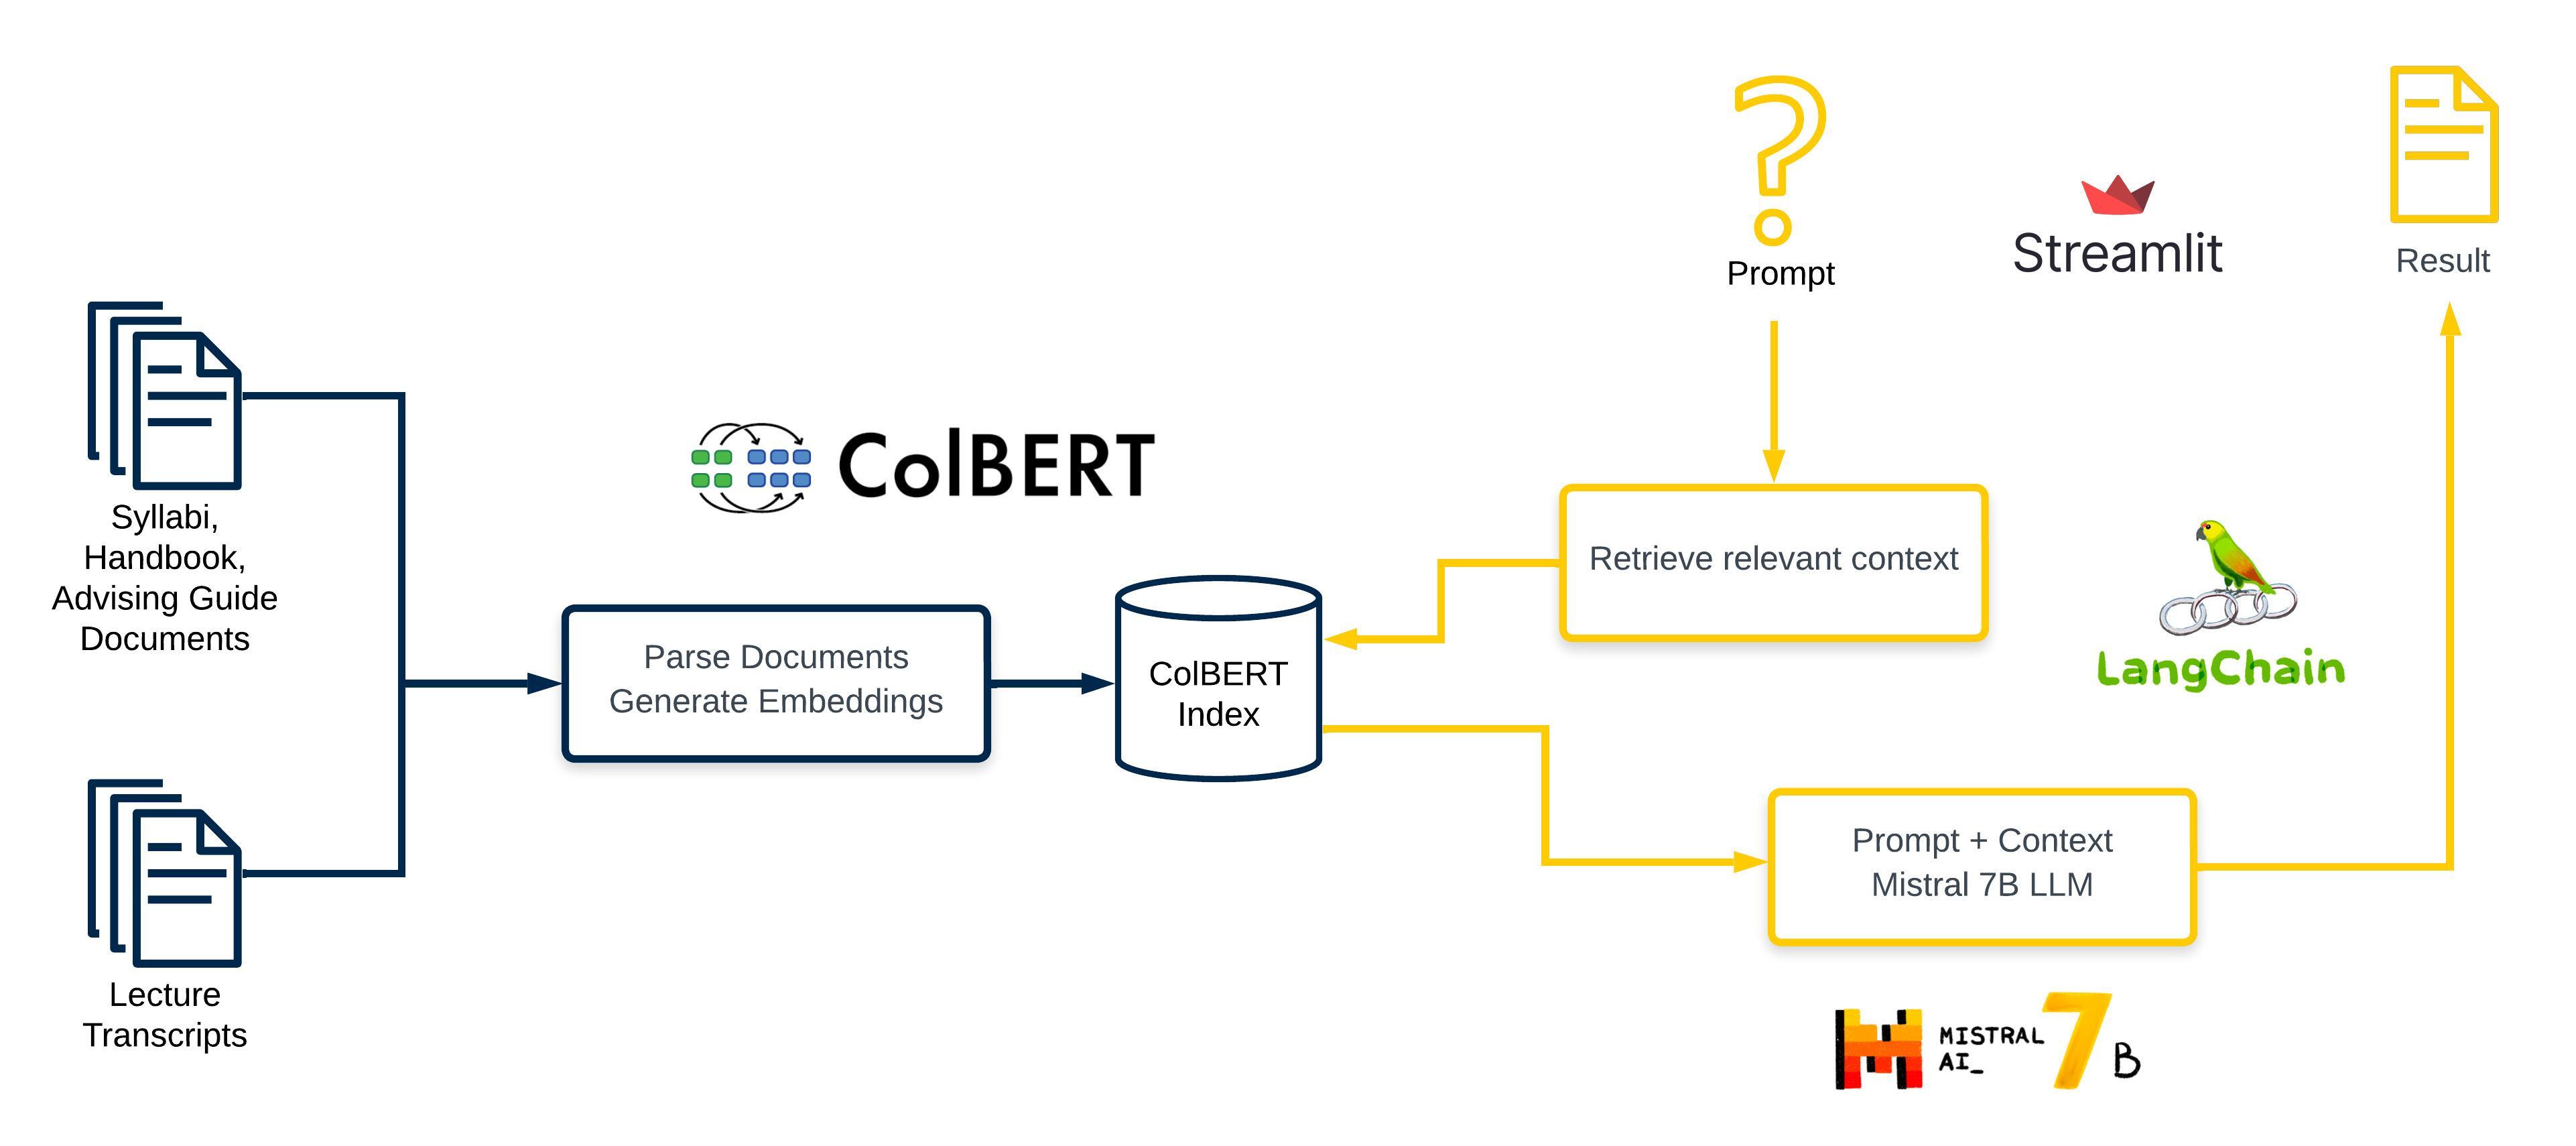 Prompt
Streamlit
Result
Syllabi,
Handbook,
Advising Guide
Documents
ColBERT
Parse Documents
Generate Embeddings
ColBERT
Index
Retrieve relevant context
LangChain
Prompt + Context
Mistral 7B LLM
Lecture
Transcripts
MISTRAL
AI_
7B